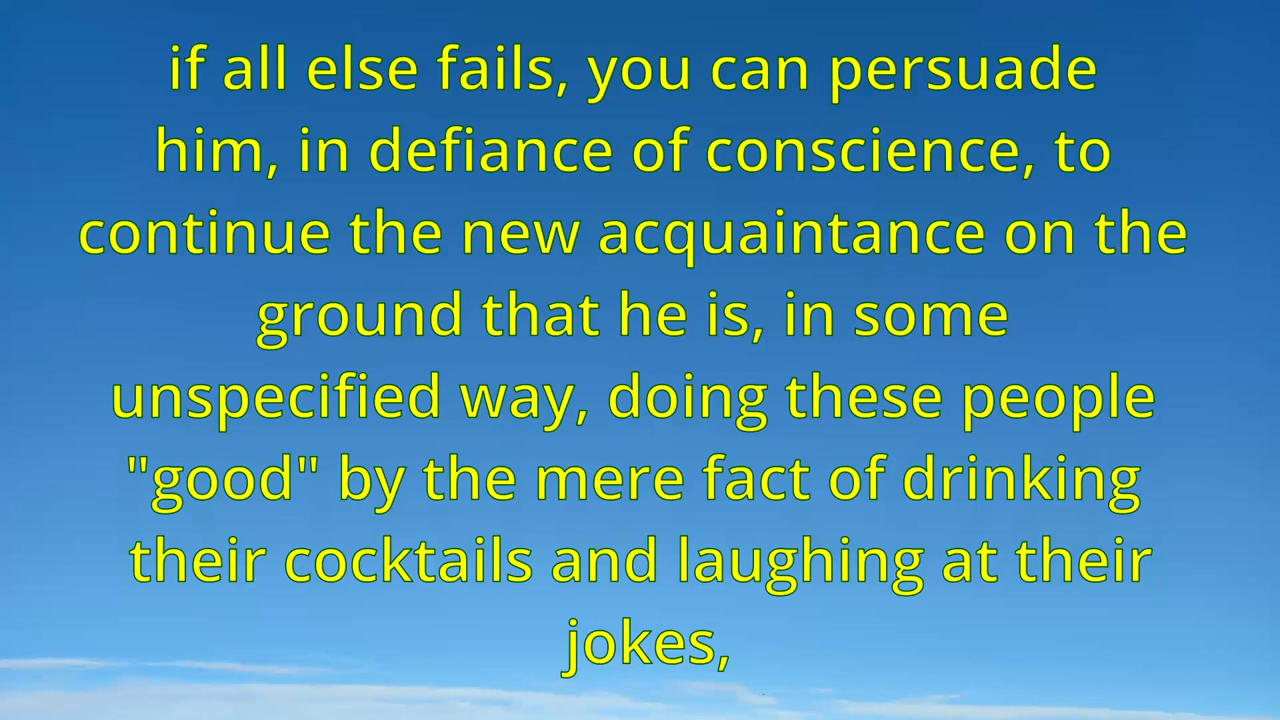 if all else fails, you can persuade
him, in defiance of conscience, to
continue the new acquaintance on the
ground that he is, in some
unspecified way, doing these people
"good" by the mere fact of drinking
their cocktails and laughing at their
jokes,